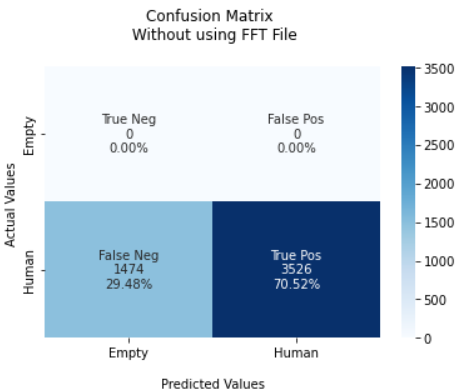 Confusion Matrix
Without using FFT File
True Neg
0
0.00%
False Pos
0
0.00%
False Neg
1474
29.48%
True Pos
3526
70.52%
Empty
Human
Actual Values
Empty
Human
Predicted Values
3500
3000
2500
2000
1500
1000
500
0